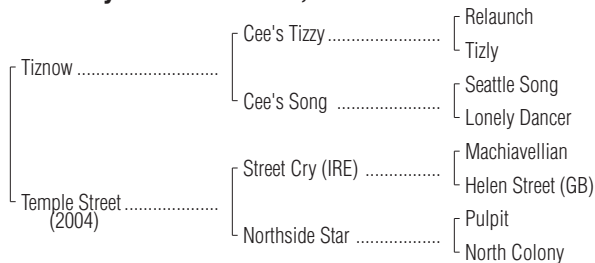 Relaunch
Cee's Tizzy
Tizly
Tiznow
Seattle Song
Cee's Song
Lonely Dancer
Machiavellian
Street Cry (IRE)
Helen Street (GB)
Temple Street
(2004)
Pulpit
Northside Star
North Colony